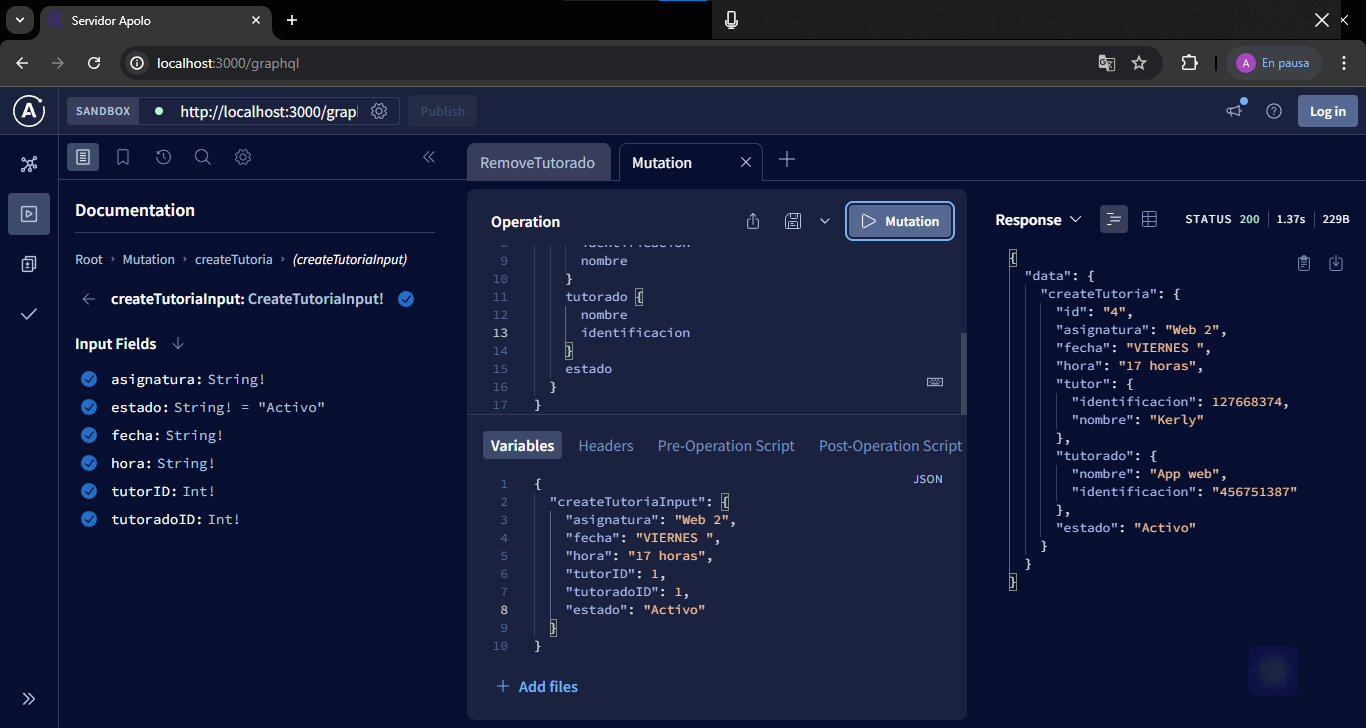 Servidor Apolo
localhost:3000/graphql
A
En pausa
SANDBOX
http://localhost:3000/grap
Publish
Log in
Documentation
Root › Mutation › createTutoria › (createTutoriaInput)
createTutoriaInput: CreateTutoriaInput!
Input Fields
asignatura: String!
estado: String! = "Activo"
fecha: String!
hora: String!
tutorID: Int!
tutoradoID: Int!
RemoveTutorado
Mutation
Operation
Mutation
8 identificacion
9 nombre
10 }
11 tutorado {
12 nombre
13 identificacion
14 }
15 estado
16 }
17 }
Variables
Headers
Pre-Operation Script
Post-Operation Script
JSON
1 {
2 "createTutoriaInput": {
3 "asignatura": "Web 2",
4 "fecha": "VIERNES ",
5 "hora": "17 horas",
6 "tutorID": 1,
7 "tutoradoID": 1,
8 "estado": "Activo"
9 }
10 }
Add files
Response
STATUS 200
1.37s
229B
{
"data": {
"createTutoria": {
"id": "4",
"asignatura": "Web 2",
"fecha": "VIERNES ",
"hora": "17 horas",
"tutor": {
"identificacion": 127668374,
"nombre": "Kerly"
},
"tutorado": {
"nombre": "App web",
"identificacion": "456751387"
},
"estado": "Activo"
}
}
}